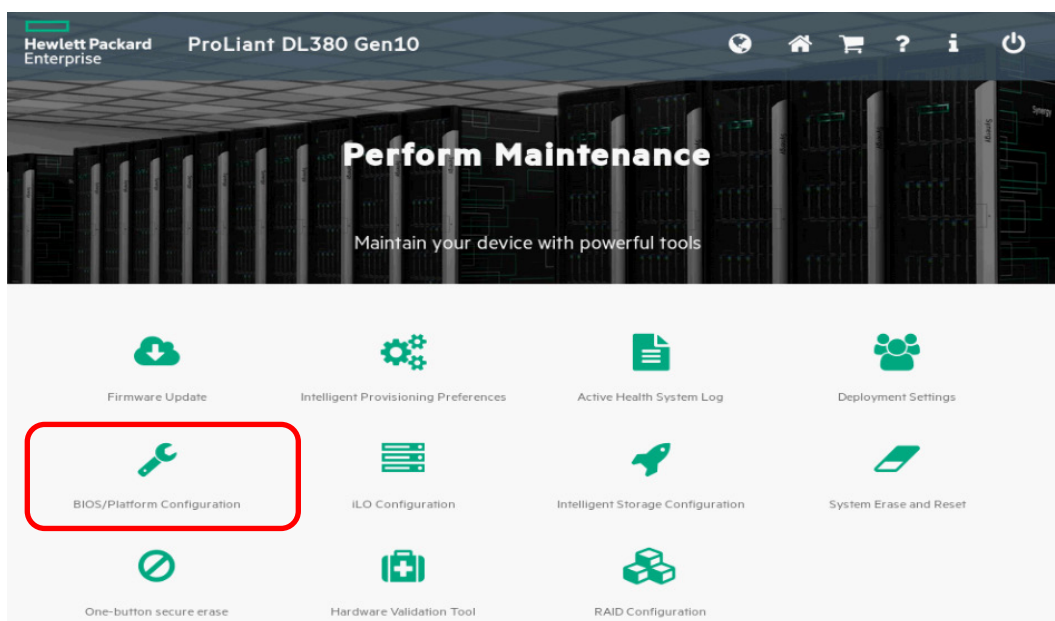 Hewlett Packard
Enterprise
ProLiant DL380 Gen10
?
i
Synergy
Synergy
Perform Maintenance
Maintain your device with powerful tools
Firmware Update
Intelligent Provisioning Preferences
Active Health System Log
Deployment Settings
BIOS/Platform Configuration
iLO Configuration
Intelligent Storage Configuration
System Erase and Reset
One-button secure erase
Hardware Validation Tool
RAID Configuration